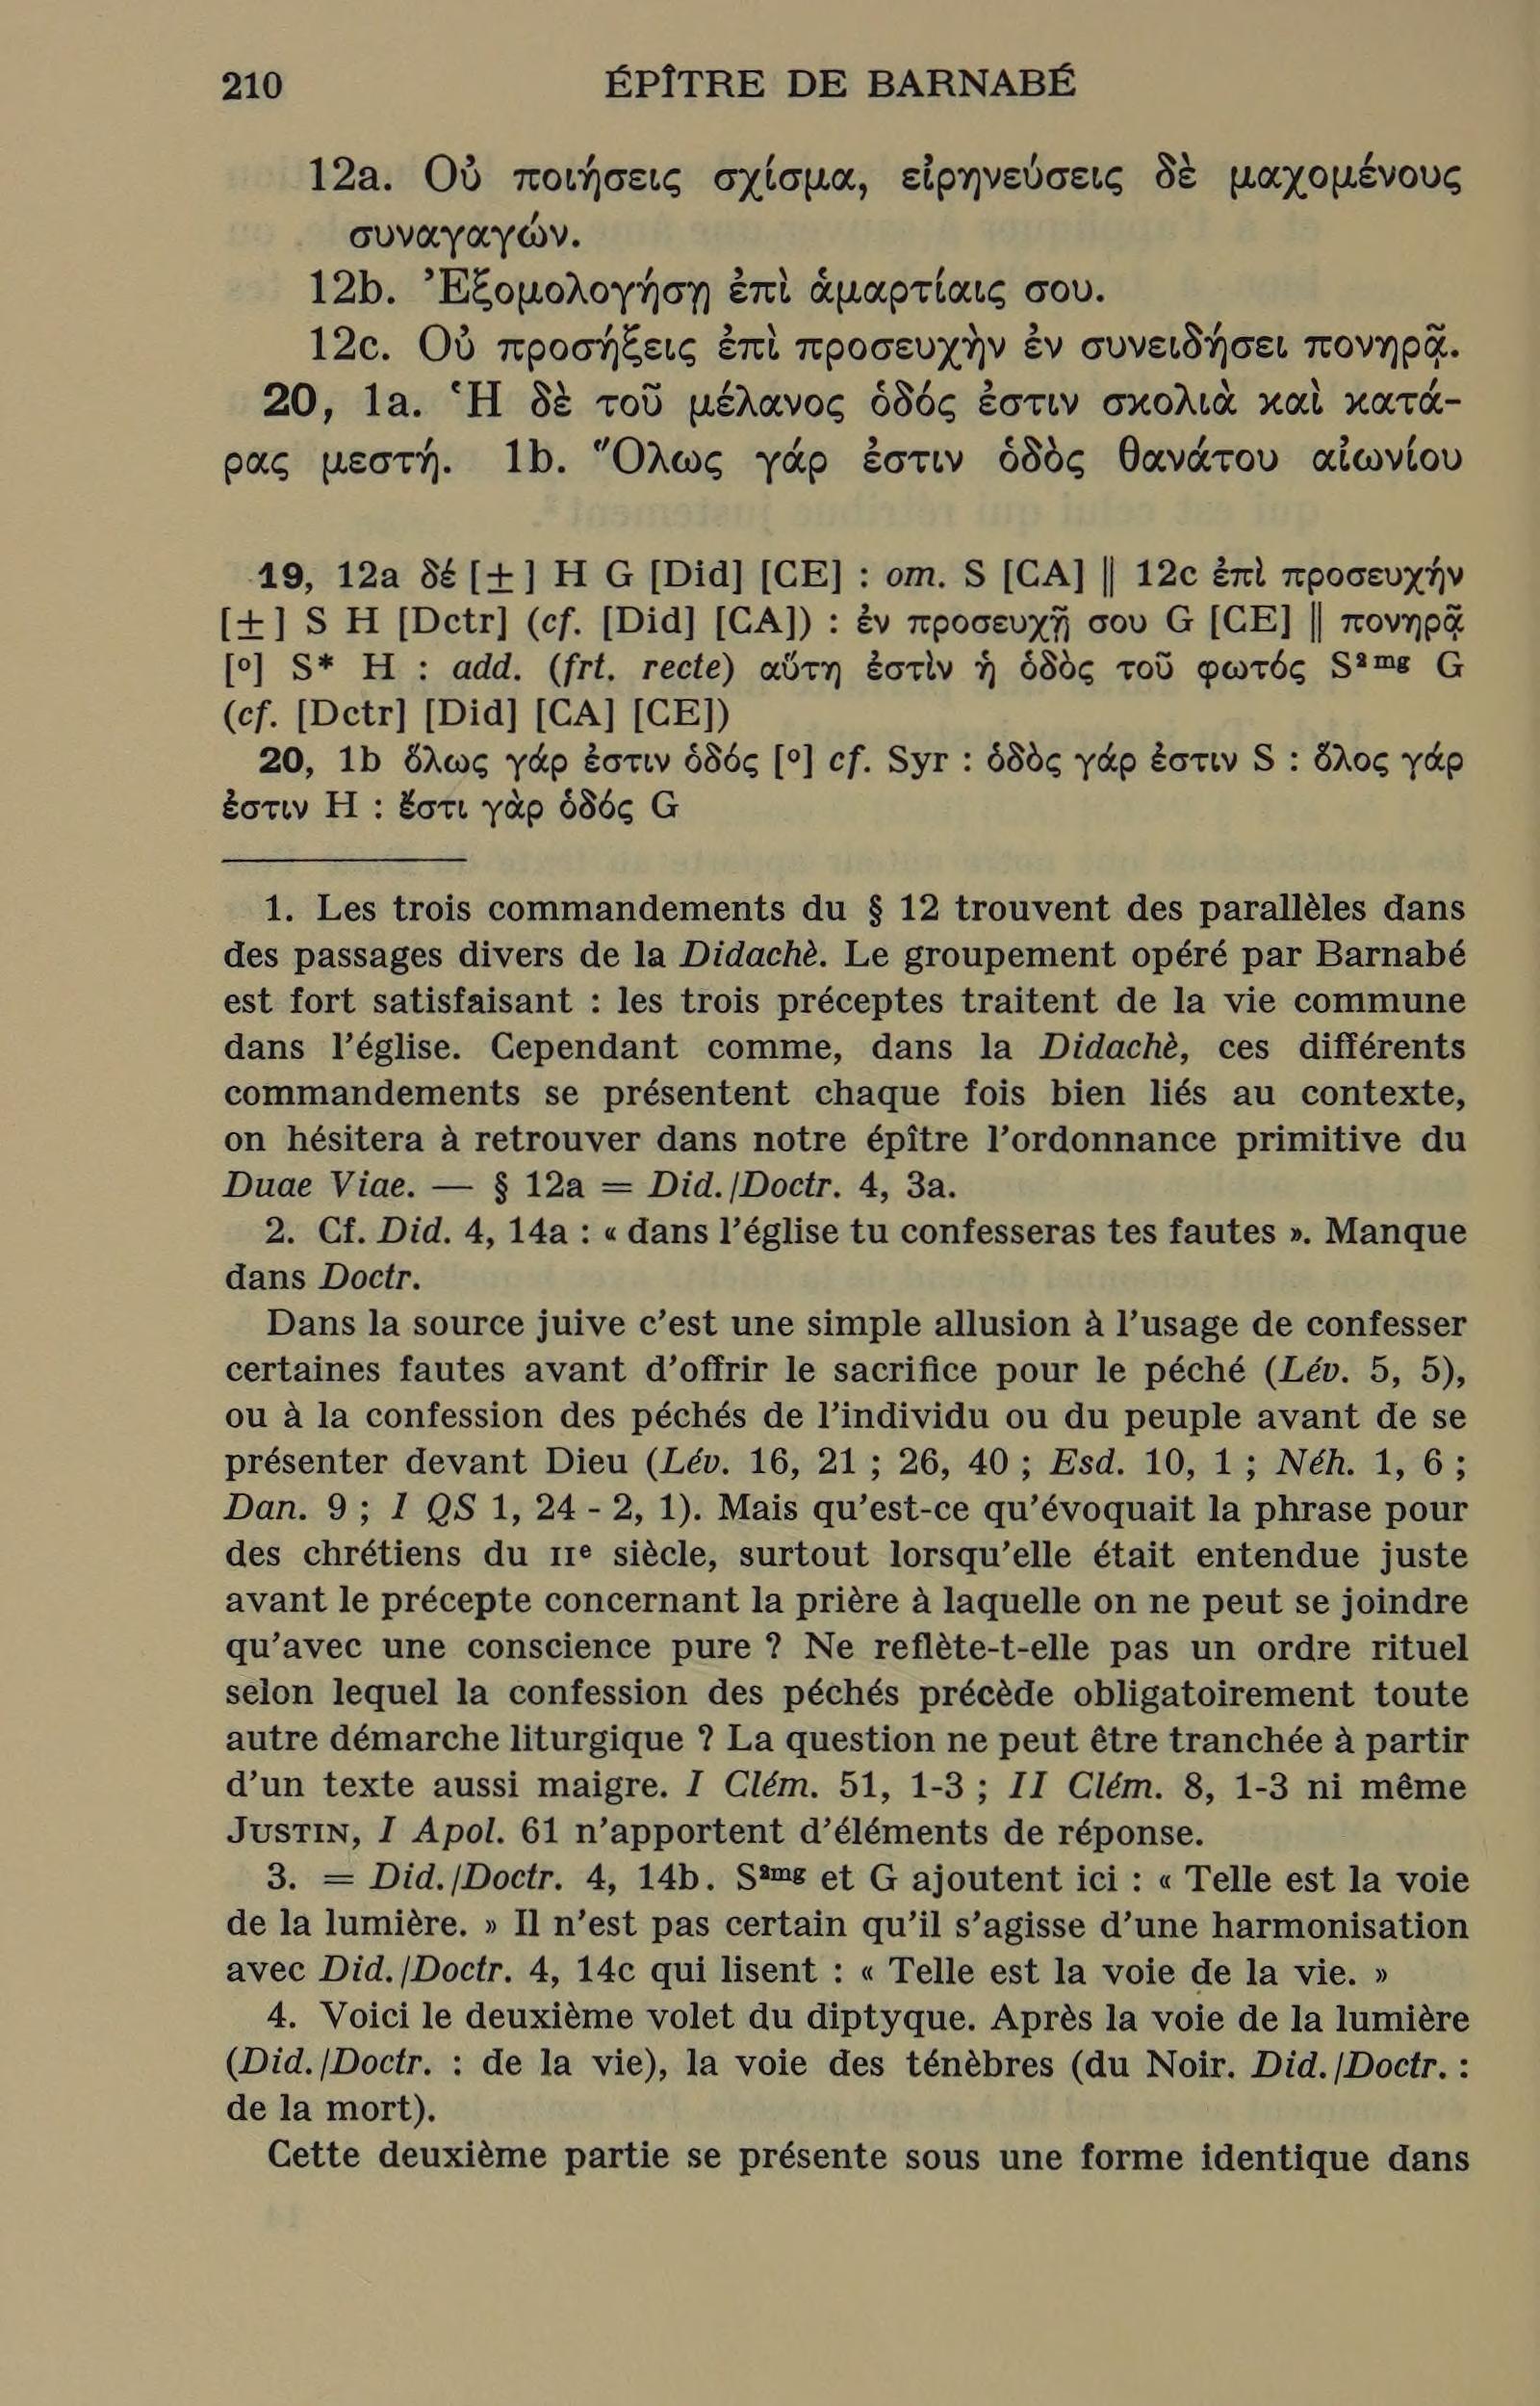 210 ÉPÎTRE DE BARNABÉ
12a. Οὐ ποιήσεις σχίσμα, εἰρηνεύσεις δὲ μαχομένους
συναγαγών.
12b. Ἐξομολογήσῃ ἐπὶ ἁμαρτίαις σου.
12c. Οὐ προσήξεις ἐπὶ προσευχὴν ἐν συνειδήσει πονηρᾷ.
20, 1a. Ἡ δὲ τοῦ μέλανος ὁδός ἐστιν σκολιὰ καὶ κατά-
ρας μεστή. 1b. Ὅλως γάρ ἐστιν ὁδὸς θανάτου αἰωνίου
19, 12a δέ [±] H G [Did] [CE] : om. S [CA] || 12c ἐπὶ προσευχήν
[±] S H [Dctr] (cf. [Did] [CA]) : ἐν προσευχῇ σου G [CE] || πονηρᾷ
[º] S* H : add. (frt. recte) αὕτη ἐστὶν ἡ ὁδὸς τοῦ φωτός S² ᵐᵍ G
(cf. [Dctr] [Did] [CA] [CE])
20, 1b ὅλως γάρ ἐστιν ὁδός [º] cf. Syr : ὁδὸς γάρ ἐστιν S : ὅλος γάρ
ἐστιν H : ἔστι γὰρ ὁδός G
1. Les trois commandements du § 12 trouvent des parallèles dans
des passages divers de la Didachè. Le groupement opéré par Barnabé
est fort satisfaisant : les trois préceptes traitent de la vie commune
dans l'église. Cependant comme, dans la Didachè, ces différents
commandements se présentent chaque fois bien liés au contexte,
on hésitera à retrouver dans notre épître l'ordonnance primitive du
Duae Viae. — § 12a = Did./Doctr. 4, 3a.
2. Cf. Did. 4, 14a : « dans l'église tu confesseras tes fautes ». Manque
dans Doctr.
Dans la source juive c'est une simple allusion à l'usage de confesser
certaines fautes avant d'offrir le sacrifice pour le péché (Lév. 5, 5),
ou à la confession des péchés de l'individu ou du peuple avant de se
présenter devant Dieu (Lév. 16, 21 ; 26, 40 ; Esd. 10, 1 ; Néh. 1, 6 ;
Dan. 9 ; I QS 1, 24 - 2, 1). Mais qu'est-ce qu'évoquait la phrase pour
des chrétiens du IIᵉ siècle, surtout lorsqu'elle était entendue juste
avant le précepte concernant la prière à laquelle on ne peut se joindre
qu'avec une conscience pure ? Ne reflète-t-elle pas un ordre rituel
selon lequel la confession des péchés précède obligatoirement toute
autre démarche liturgique ? La question ne peut être tranchée à partir
d'un texte aussi maigre. I Clém. 51, 1-3 ; II Clém. 8, 1-3 ni même
JUSTIN, I Apol. 61 n'apportent d'éléments de réponse.
3. = Did./Doctr. 4, 14b. S²ᵐᵍ et G ajoutent ici : « Telle est la voie
de la lumière. » Il n'est pas certain qu'il s'agisse d'une harmonisation
avec Did./Doctr. 4, 14c qui lisent : « Telle est la voie de la vie. »
4. Voici le deuxième volet du diptyque. Après la voie de la lumière
(Did./Doctr. : de la vie), la voie des ténèbres (du Noir. Did./Doctr. :
de la mort).
Cette deuxième partie se présente sous une forme identique dans